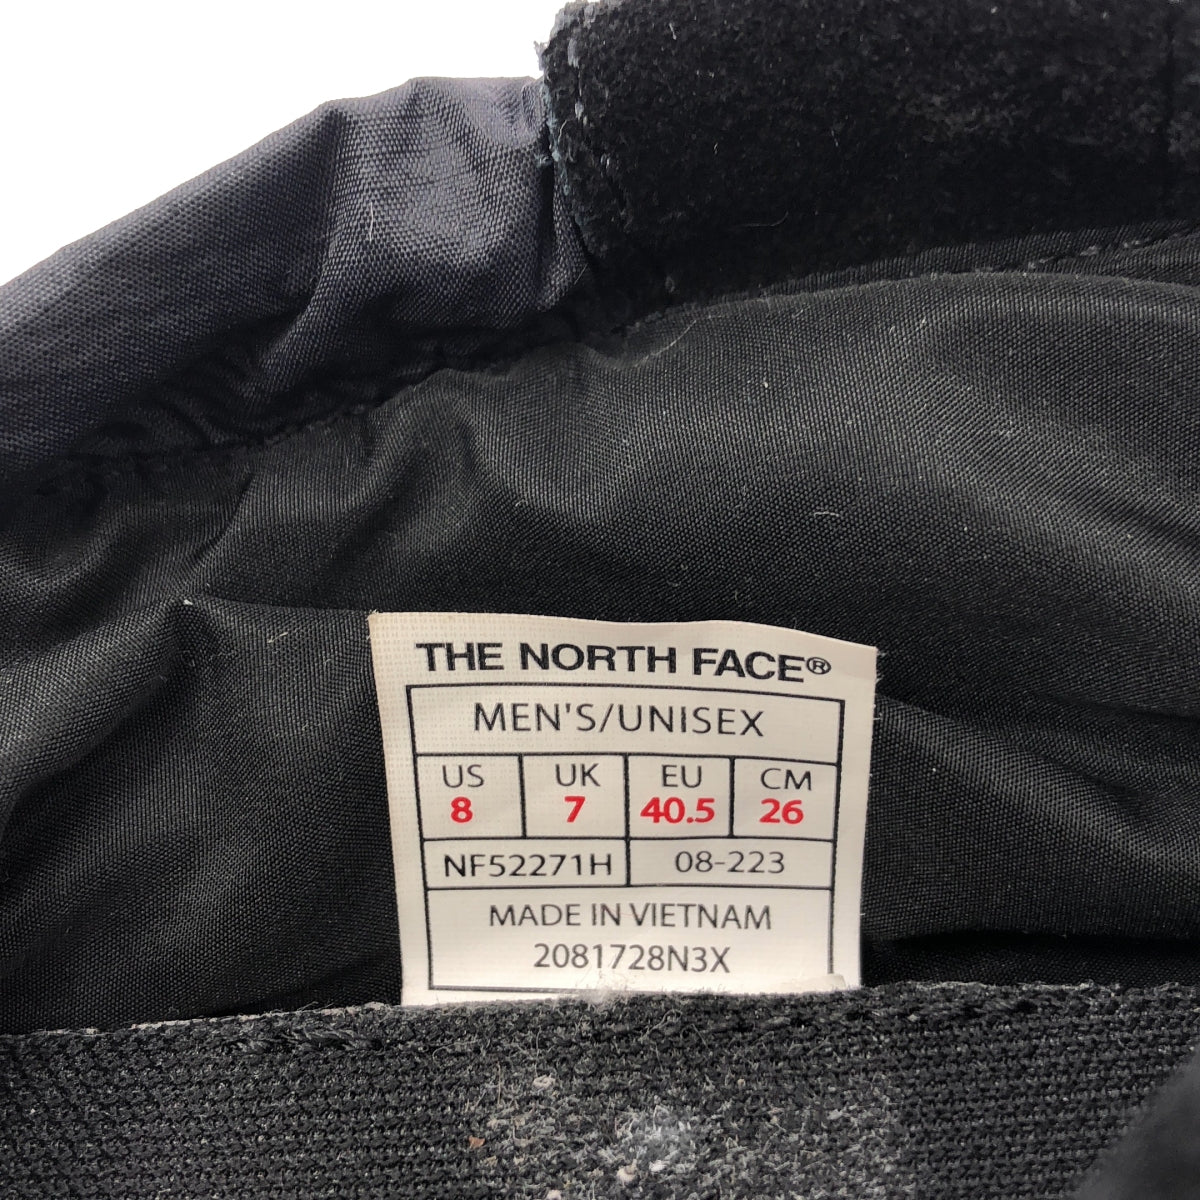 THE NORTH FACE®
MEN'S/UNISEX
US UK EU CM
8 7 40.5 26
NF52271H 08-223
MADE IN VIETNAM
2081728N3X